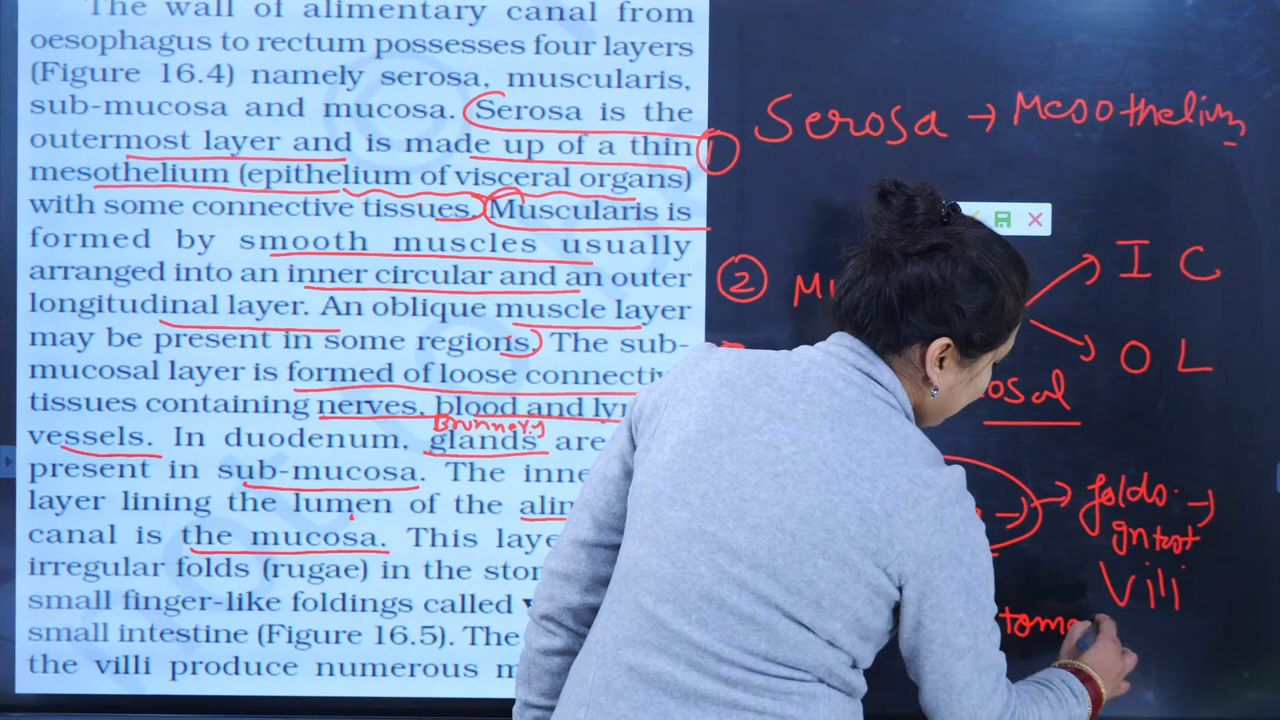 The wall of alimentary canal from
oesophagus to rectum possesses four layers
(Figure 16.4) namely serosa, muscularis,
sub-mucosa and mucosa. Serosa is the
outermost layer and is made up of a thin
mesothelium (epithelium of visceral organs)
with some connective tissues. Muscularis is
formed by smooth muscles usually
arranged into an inner circular and an outer
longitudinal layer. An oblique muscle layer
may be present in some regions. The sub-
mucosal layer is formed of loose connectiv
tissues containing nerves, blood and ly
Brunner's
vessels. In duodenum, glands are
present in sub-mucosa. The inne
layer lining the lumen of the alim
canal is the mucosa. This laye
irregular folds (rugae) in the sto
small finger-like foldings called
small intestine (Figure 16.5). The
the villi produce numerous m
1 Serosa → Mesothelium
2 Mu
I C
O L
osal
→ folds →
Vili
toma